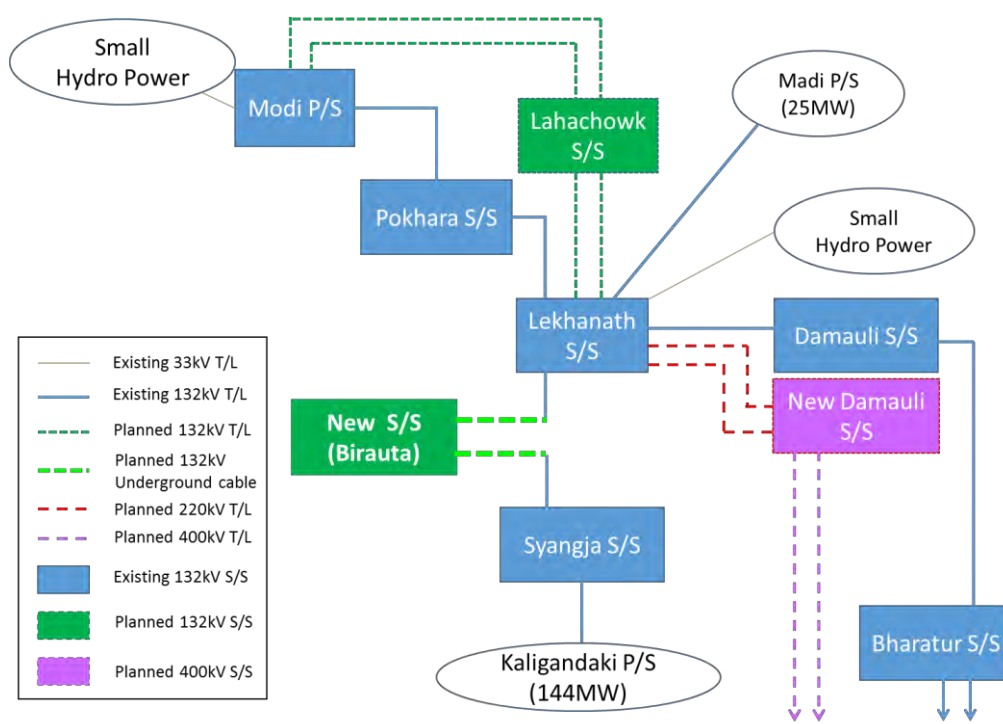 Small
Hydro Power
Modi P/S
Lahachowk
S/S
Madi P/S
(25MW)
Pokhara S/S
Small
Hydro Power
Lekhanath
S/S
Damauli S/S
New Damauli
S/S
New S/S
(Birauta)
Syangja S/S
Kaligandaki P/S
(144MW)
Bharatur S/S
Existing 33kV T/L
Existing 132kV T/L
Planned 132kV T/L
Planned 132kV
Underground cable
Planned 220kV T/L
Planned 400kV T/L
Existing 132kV S/S
Planned 132kV S/S
Planned 400kV S/S